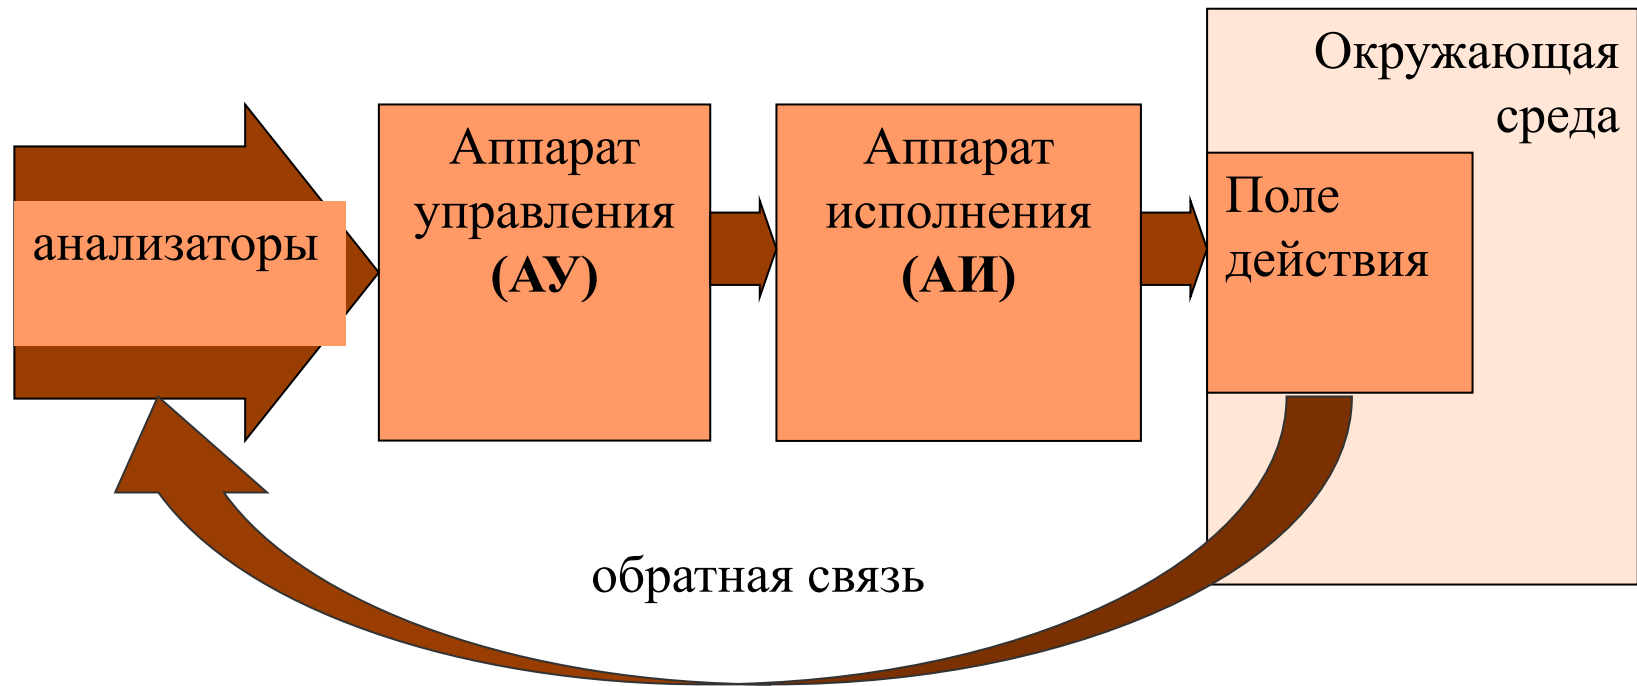 анализаторы
Аппарат
управления
(АУ)
Аппарат
исполнения
(АИ)
Окружающая
среда
Поле
действия
обратная связь